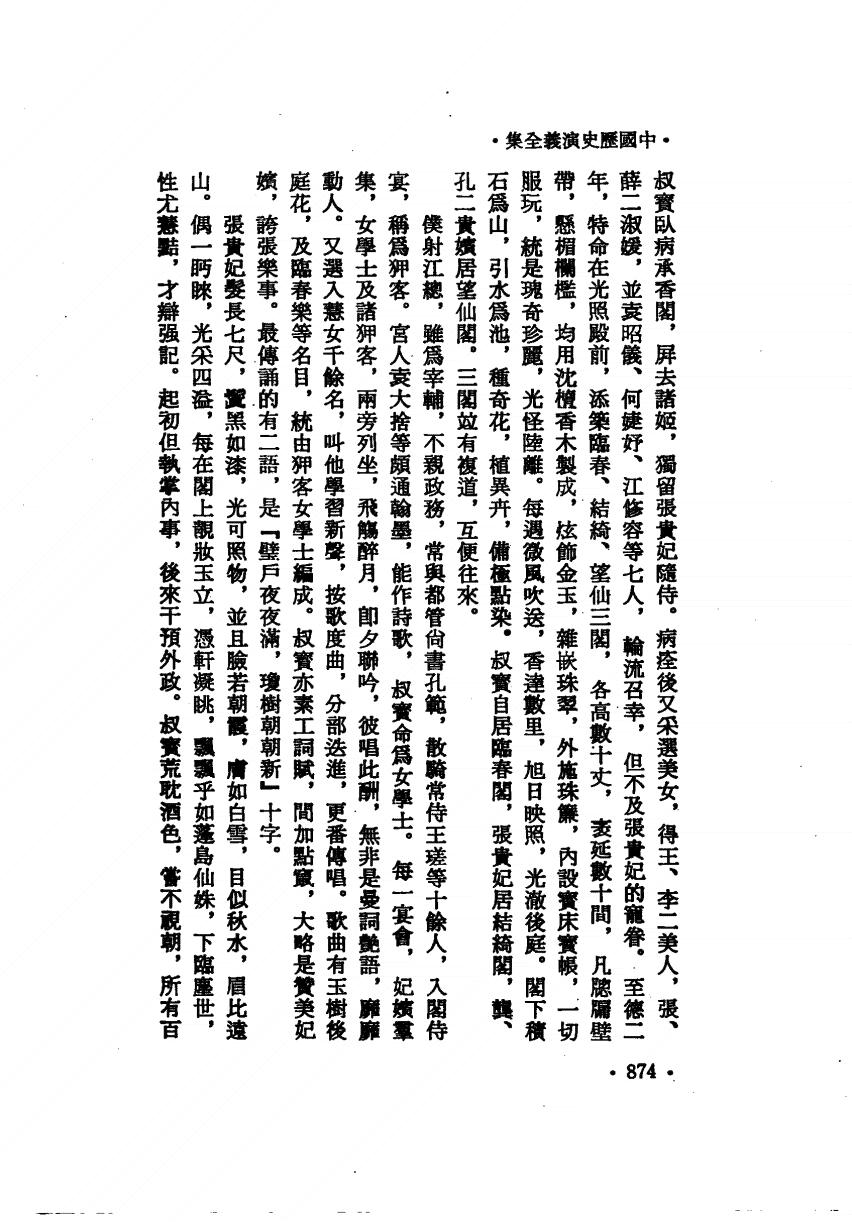 ·中國歷史演義全集·
叔寶臥病承香閣，屏去諸姬，獨留張貴妃隨侍。病痊後又采選美女，得王、李二美人，張、
薛二淑媛，並袁昭儀、何婕妤、江修容等七人，輪流召幸，但不及張貴妃的寵眷。至德二
年，特命在光照殿前，添築臨春、結綺、望仙三閣，各高數十丈，袤延數十間，凡牕牖壁
帶，懸楣欄檻，均用沈檀香木製成，炫飾金玉，雜嵌珠翠，外施珠簾，內設寶床寶帳，一切
服玩，統是瑰奇珍麗，光怪陸離。每遇微風吹送，香達數里，旭日映照，光澈後庭。閣下積
石爲山，引水爲池，種奇花，植異卉，備極點染。叔寶自居臨春閣，張貴妃居結綺閣，龔、
孔二貴嬪居望仙閣。三閣竝有複道，互便往來。
僕射江總，雖爲宰輔，不親政務，常與都管尙書孔範，散騎常侍王瑳等十餘人，入閣侍
宴，稱爲狎客。宮人袁大捨等頗通翰墨，能作詩歌，叔寶命爲女學士。每一宴會，妃嬪羣
集，女學士及諸狎客，兩旁列坐，飛觴醉月，卽夕聯吟，彼唱此酬，無非是曼詞艷語，靡靡
動人。又選入慧女千餘名，叫他學習新聲，按歌度曲，分部迭進，更番傳唱。歌曲有玉樹後
庭花，及臨春樂等名目，統由狎客女學士編成。叔寶亦素工詞賦，間加點竄，大略是贊美妃
嬪，誇張樂事。最傳誦的有二語，是『璧戶夜夜滿，瓊樹朝朝新』十字。
張貴妃髮長七尺，鬒黑如漆，光可照物，並且臉若朝霞，膚如白雪，目似秋水，眉比遠
山。偶一眄睞，光采四溢，每在閣上靚妝玉立，憑軒凝眺，飄飄乎如蓬島仙姝，下臨塵世，
性尤慧黠，才辯强記。起初但執掌內事，後來干預外政。叔寶荒耽酒色，嘗不視朝，所有百
·874·